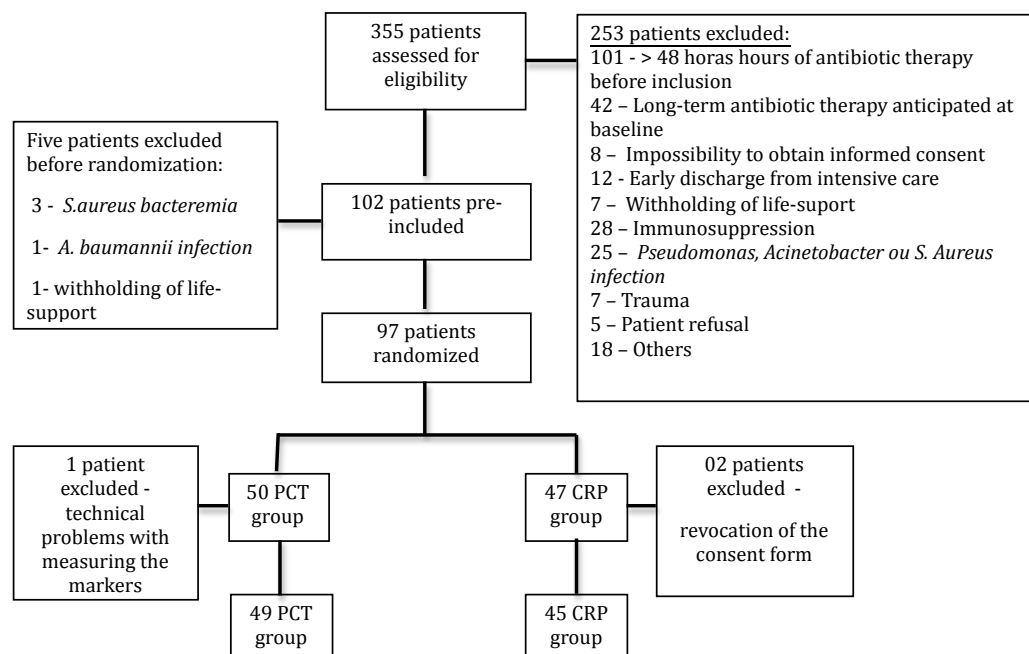 355 patients
assessed for
eligibility
253 patients excluded:
101 - > 48 horas hours of antibiotic therapy
before inclusion
42 – Long-term antibiotic therapy anticipated at
baseline
8 – Impossibility to obtain informed consent
12 - Early discharge from intensive care
7 – Withholding of life-suport
28 – Immunosuppression
25 – Pseudomonas, Acinetobacter ou S. Aureus
infection
7 – Trauma
5 – Patient refusal
18 – Others
Five patients excluded
before randomization:
3 - S.aureus bacteremia
1- A. baumannii infection
1- withholding of life-
support
102 patients pre-
included
97 patients
randomized
1 patient
excluded -
technical
problems with
measuring the
markers
50 PCT
group
47 CRP
group
02 patients
excluded -
revocation of the
consent form
49 PCT
group
45 CRP
group